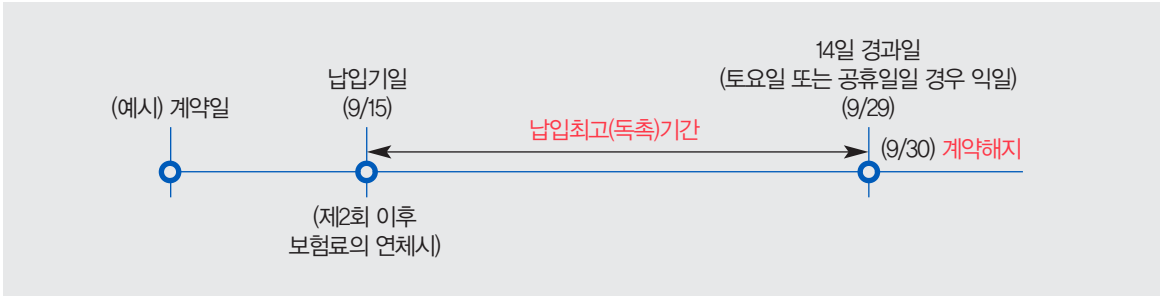 (예시) 계약일
납입기일
(9/15)
납입최고(독촉)기간
14일 경과일
(토요일 또는 공휴일일 경우 익일)
(9/29)
(9/30) 계약해지
(제2회 이후
보험료의 연체시)